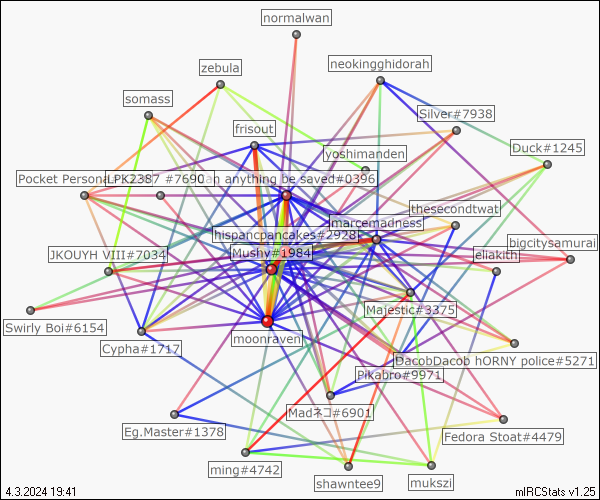 normalwan
neokingghidorah
zebula
somass
Silver#7938
frisout
Duck#1245
yoshimanden
Pocket Person
LPK2387 #7690
an anything be saved#0396
thesecondtwat
marcemadness
hispancpancakes#2928
bigcitysamurai
JKOUYH VIII#7034
Mushy#1984
eliakith
Majestic#3375
Swirly Boi#6154
moonraven
Cypha#1717
DacobDacob hORNY police#5271
Pikabro#9971
Madネコ#6901
Eg.Master#1378
Fedora Stoat#4479
ming#4742
shawntee9
mukszi
4.3.2024 19:41
mIRCStats v1.25